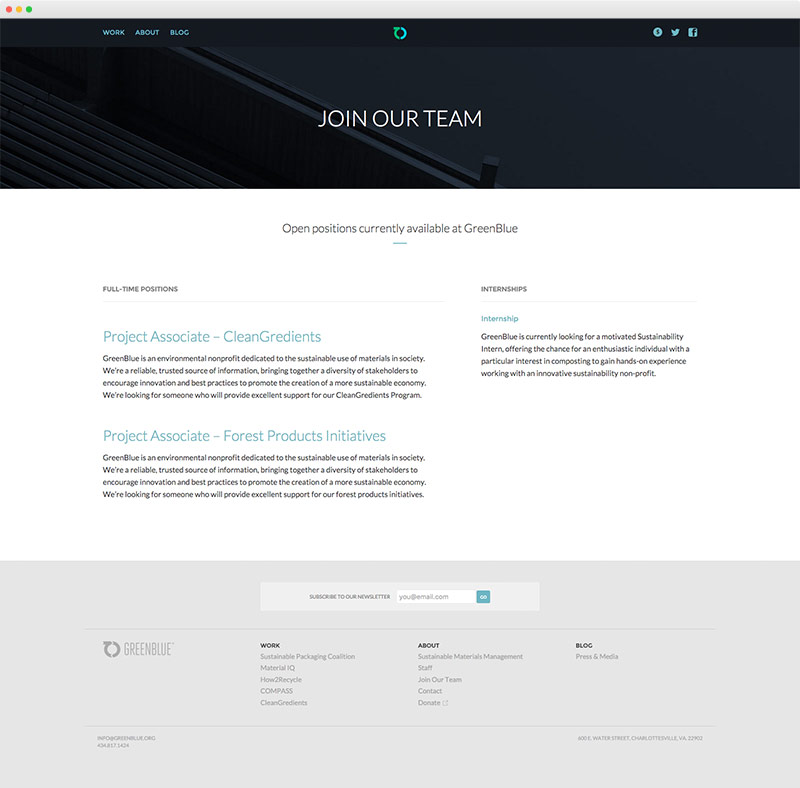 WORK ABOUT BLOG
JOIN OUR TEAM
Open positions currently available at GreenBlue
FULL-TIME POSITIONS
Project Associate – CleanGredients
GreenBlue is an environmental nonprofit dedicated to the sustainable use of materials in society.
We're a reliable, trusted source of information, bringing together a diversity of stakeholders to
encourage innovation and best practices to promote the creation of a more sustainable economy.
We're looking for someone who will provide excellent support for our CleanGredients Program.
Project Associate – Forest Products Initiatives
GreenBlue is an environmental nonprofit dedicated to the sustainable use of materials in society.
We're a reliable, trusted source of information, bringing together a diversity of stakeholders to
encourage innovation and best practices to promote the creation of a more sustainable economy.
We're looking for someone who will provide excellent support for our forest products initiatives.
INTERNSHIPS
Internship
GreenBlue is currently looking for a motivated Sustainability
Intern, offering the chance for an enthusiastic individual with a
particular interest in composting to gain hands-on experience
working with an innovative sustainability non-profit.
SUBSCRIBE TO OUR NEWSLETTER you@email.com GO
GREENBLUE™
WORK
Sustainable Packaging Coalition
Material IQ
How2Recycle
COMPASS
CleanGredients
ABOUT
Sustainable Materials Management
Staff
Join Our Team
Contact
Donate
BLOG
Press & Media
INFO@GREENBLUE.ORG
434.817.1424
600 E. WATER STREET, CHARLOTTESVILLE, VA. 22902